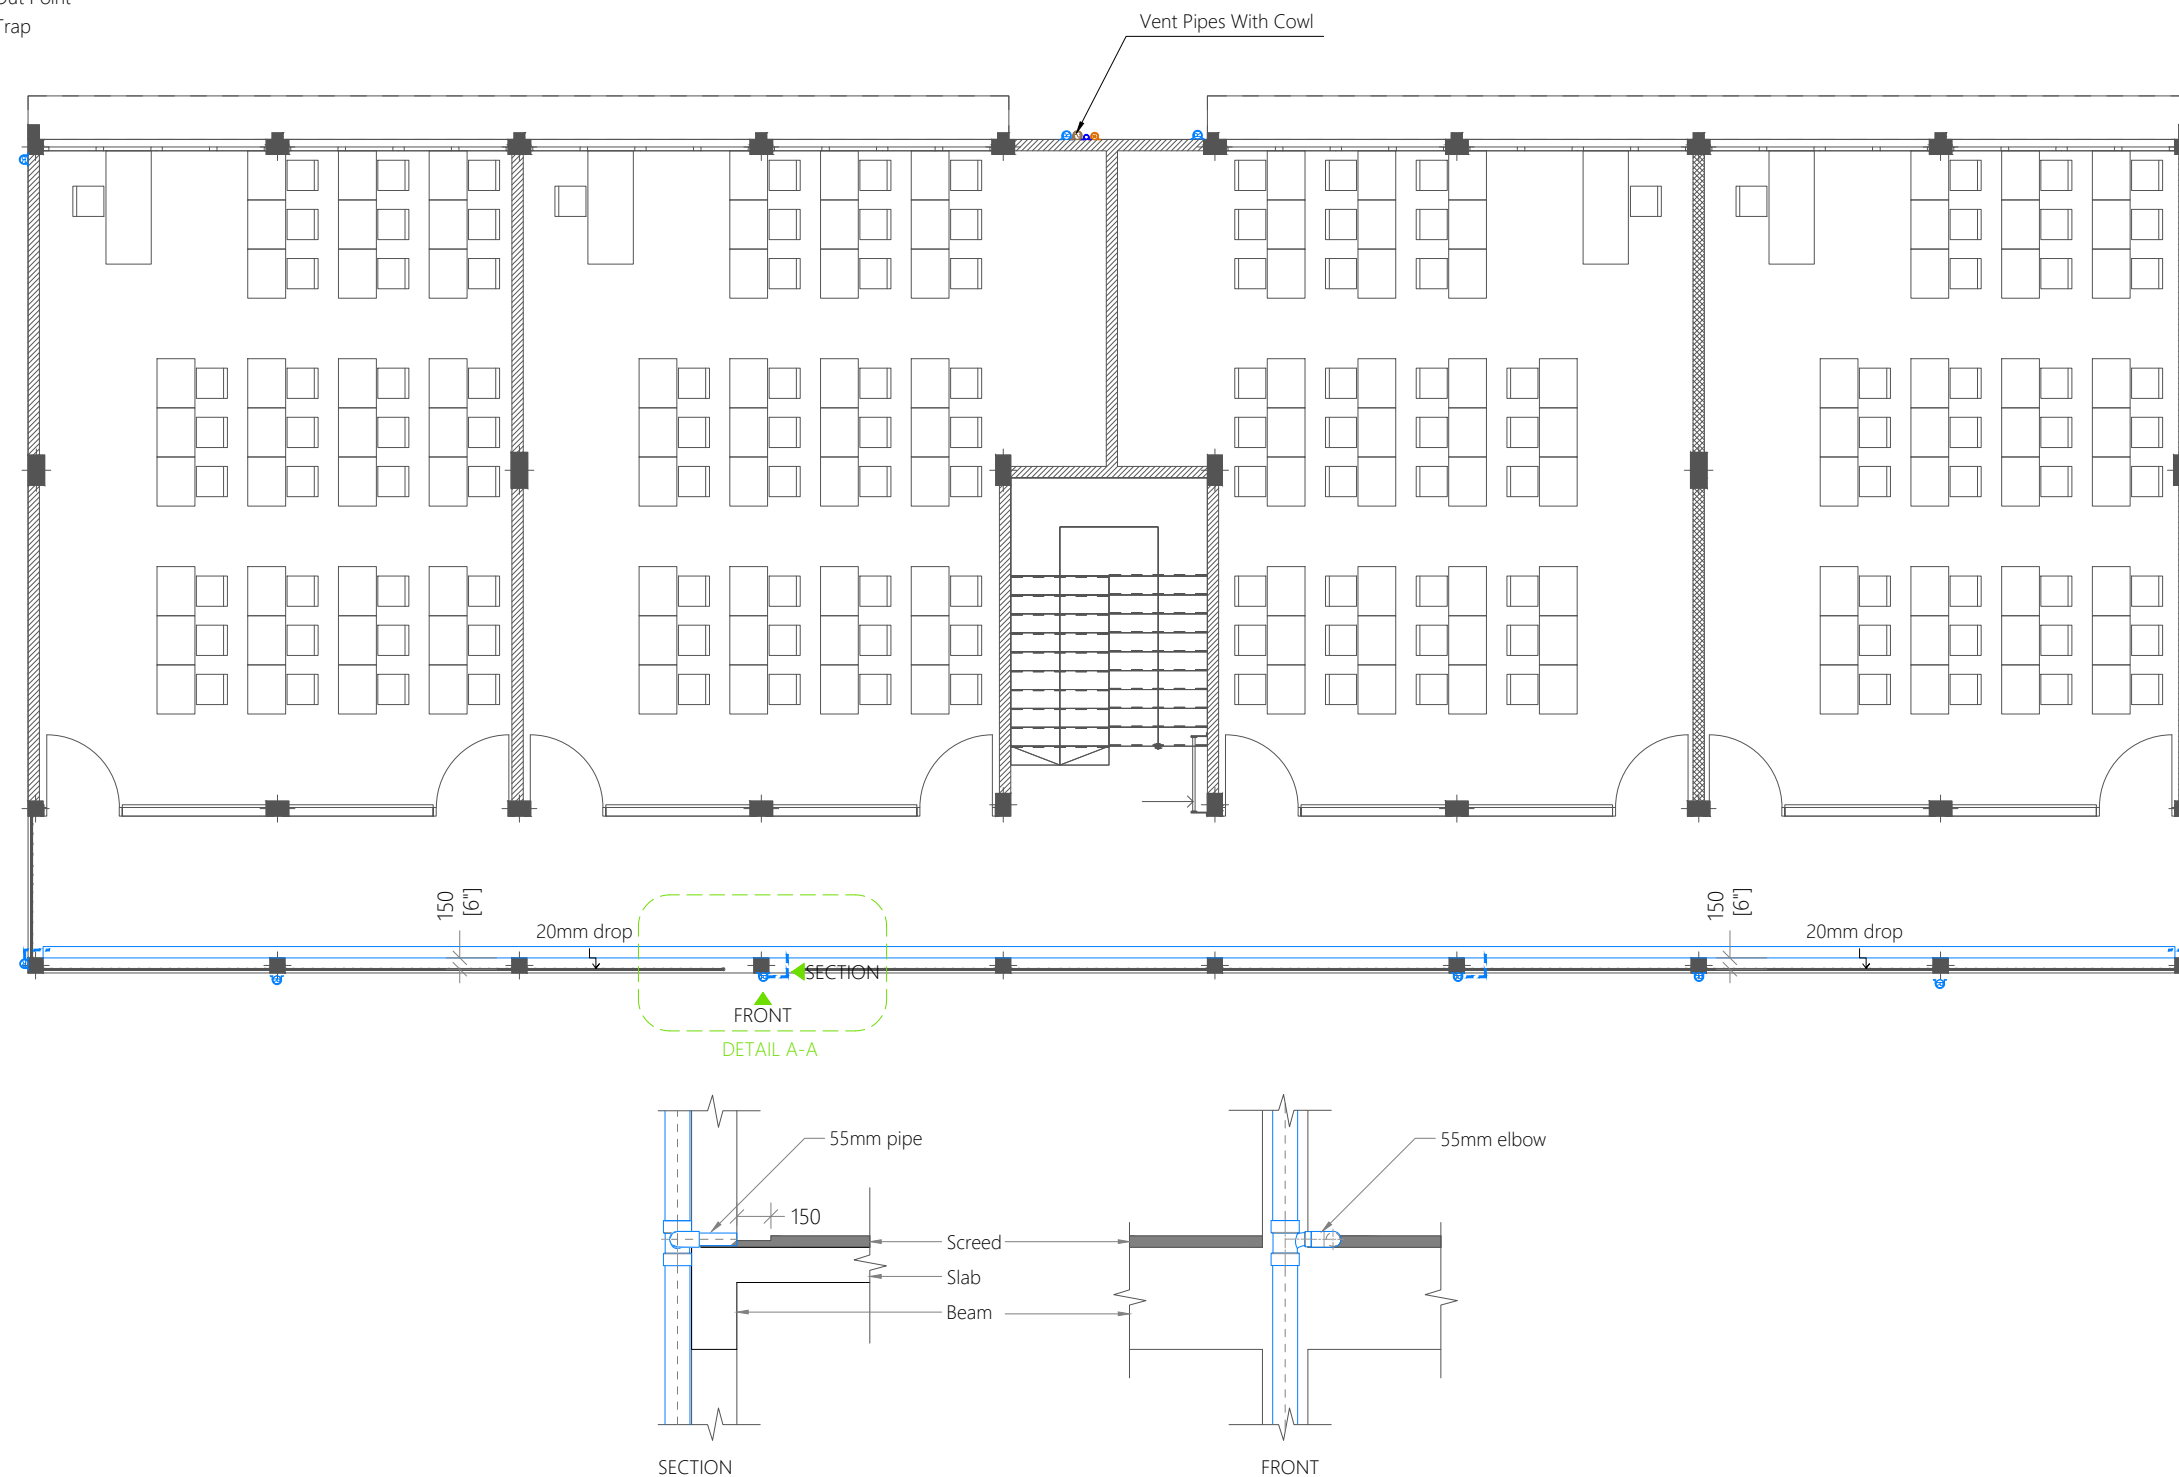 Trap
Vent Pipes With Cowl
150
[6"]
20mm drop
150
[6"]
20mm drop
SECTION
FRONT
DETAIL A-A
55mm pipe
55mm elbow
150
Screed
Slab
Beam
SECTION
FRONT